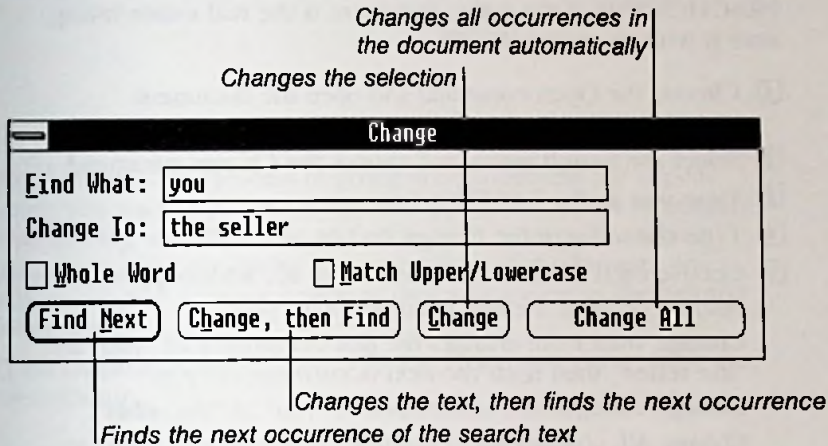 Changes all occurrences in
the document automatically
Changes the selection
Change
Find What: you
Change To: the seller
Whole Word Match Upper/Lowercase
Find Next Change, then Find Change Change All
Changes the text, then finds the next occurrence
Finds the next occurrence of the search text